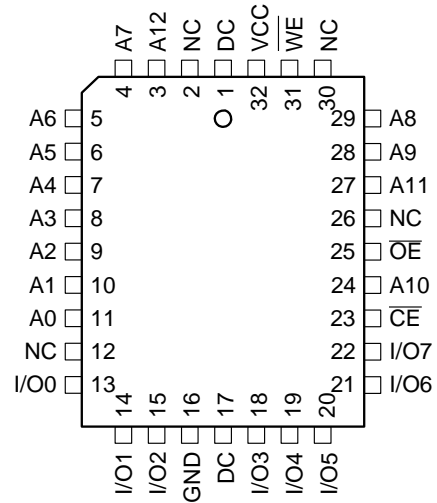 A7 A12 NC DC VCC W̅E̅ NC
4 3 2 1 32 31 30
A6 5 29 A8
A5 6 28 A9
A4 7 27 A11
A3 8 26 NC
A2 9 25 O̅E̅
A1 10 24 A10
A0 11 23 C̅E̅
NC 12 22 I/O7
I/O0 13 21 I/O6
14 15 16 17 18 19 20
I/O1 I/O2 GND DC I/O3 I/O4 I/O5